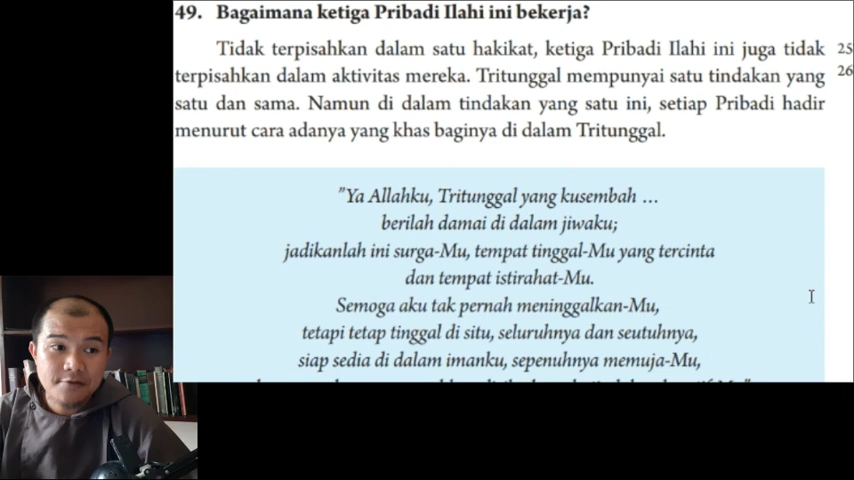 49. Bagaimana ketiga Pribadi Ilahi ini bekerja?
Tidak terpisahkan dalam satu hakikat, ketiga Pribadi Ilahi ini juga tidak 25
terpisahkan dalam aktivitas mereka. Tritunggal mempunyai satu tindakan yang 26
satu dan sama. Namun di dalam tindakan yang satu ini, setiap Pribadi hadir
menurut cara adanya yang khas baginya di dalam Tritunggal.
"Ya Allahku, Tritunggal yang kusembah ...
berilah damai di dalam jiwaku;
jadikanlah ini surga-Mu, tempat tinggal-Mu yang tercinta
dan tempat istirahat-Mu.
Semoga aku tak pernah meninggalkan-Mu,
tetapi tetap tinggal di situ, seluruhnya dan seutuhnya,
siap sedia di dalam imanku, sepenuhnya memuja-Mu,